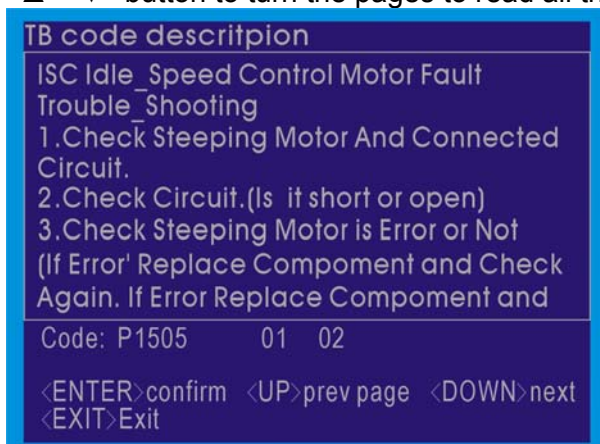 button to turn the pages to read all th
TB code descritpion
ISC Idle_Speed Control Motor Fault
Trouble_Shooting
1.Check Steeping Motor And Connected
Circuit.
2.Check Circuit.(Is it short or open)
3.Check Steeping Motor is Error or Not
(If Error' Replace Compoment and Check
Again. If Error Replace Compoment and
Code: P1505 01 02
<ENTER>confirm <UP>prev page <DOWN>next
<EXIT>Exit